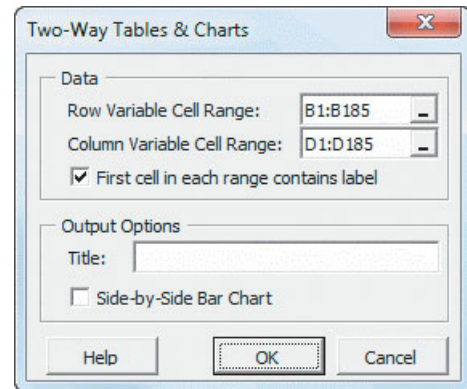 Two-Way Tables & Charts
Data
Row Variable Cell Range: B1:B185
Column Variable Cell Range: D1:D185
First cell in each range contains label
Output Options
Title:
Side-by-Side Bar Chart
Help OK Cancel